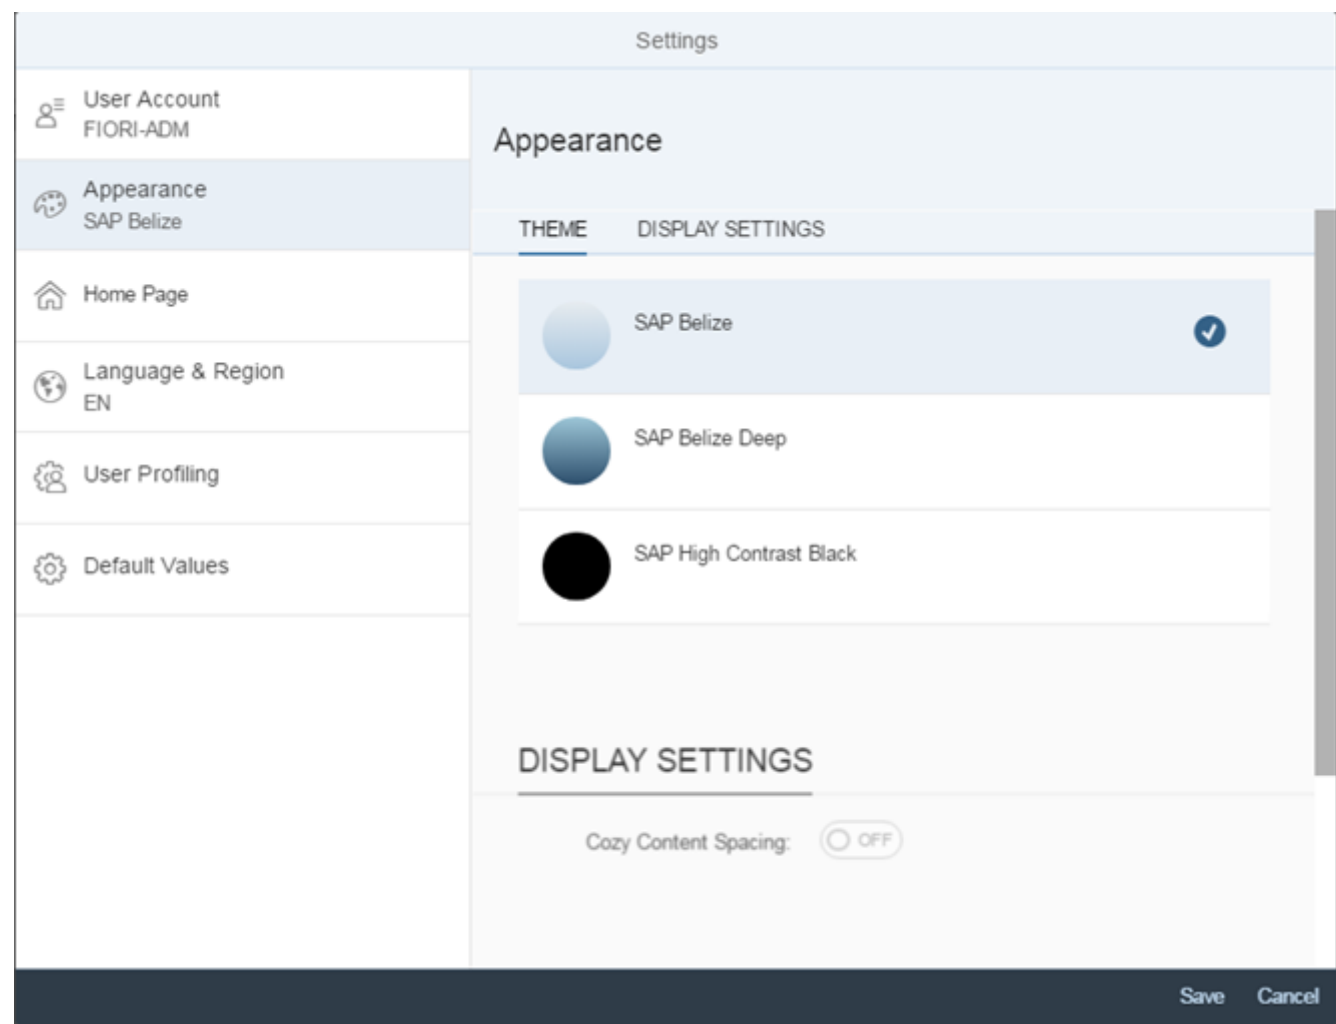 Settings
User Account
FIORI-ADM
Appearance
SAP Belize
Home Page
Language & Region
EN
User Profiling
Default Values
Appearance
THEME DISPLAY SETTINGS
SAP Belize
SAP Belize Deep
SAP High Contrast Black
DISPLAY SETTINGS
Cozy Content Spacing: OFF
Save Cancel